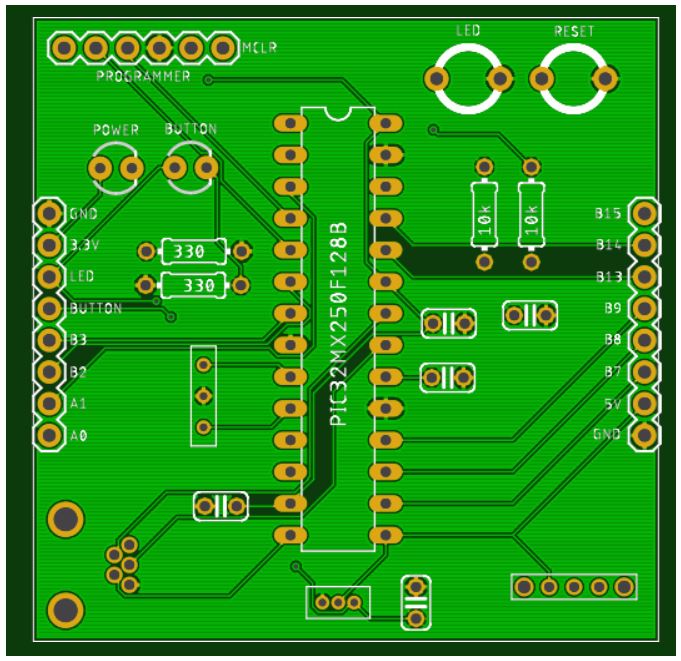 LED RESET
MCLR
PROGRAMMER
POWER BUTTON
GND
3.3V
LED
BUTTON
B3
B2
A1
A0
330
330
PIC32MX250F128B
10k
10k
B15
B14
B13
B9
B8
B7
5V
GND